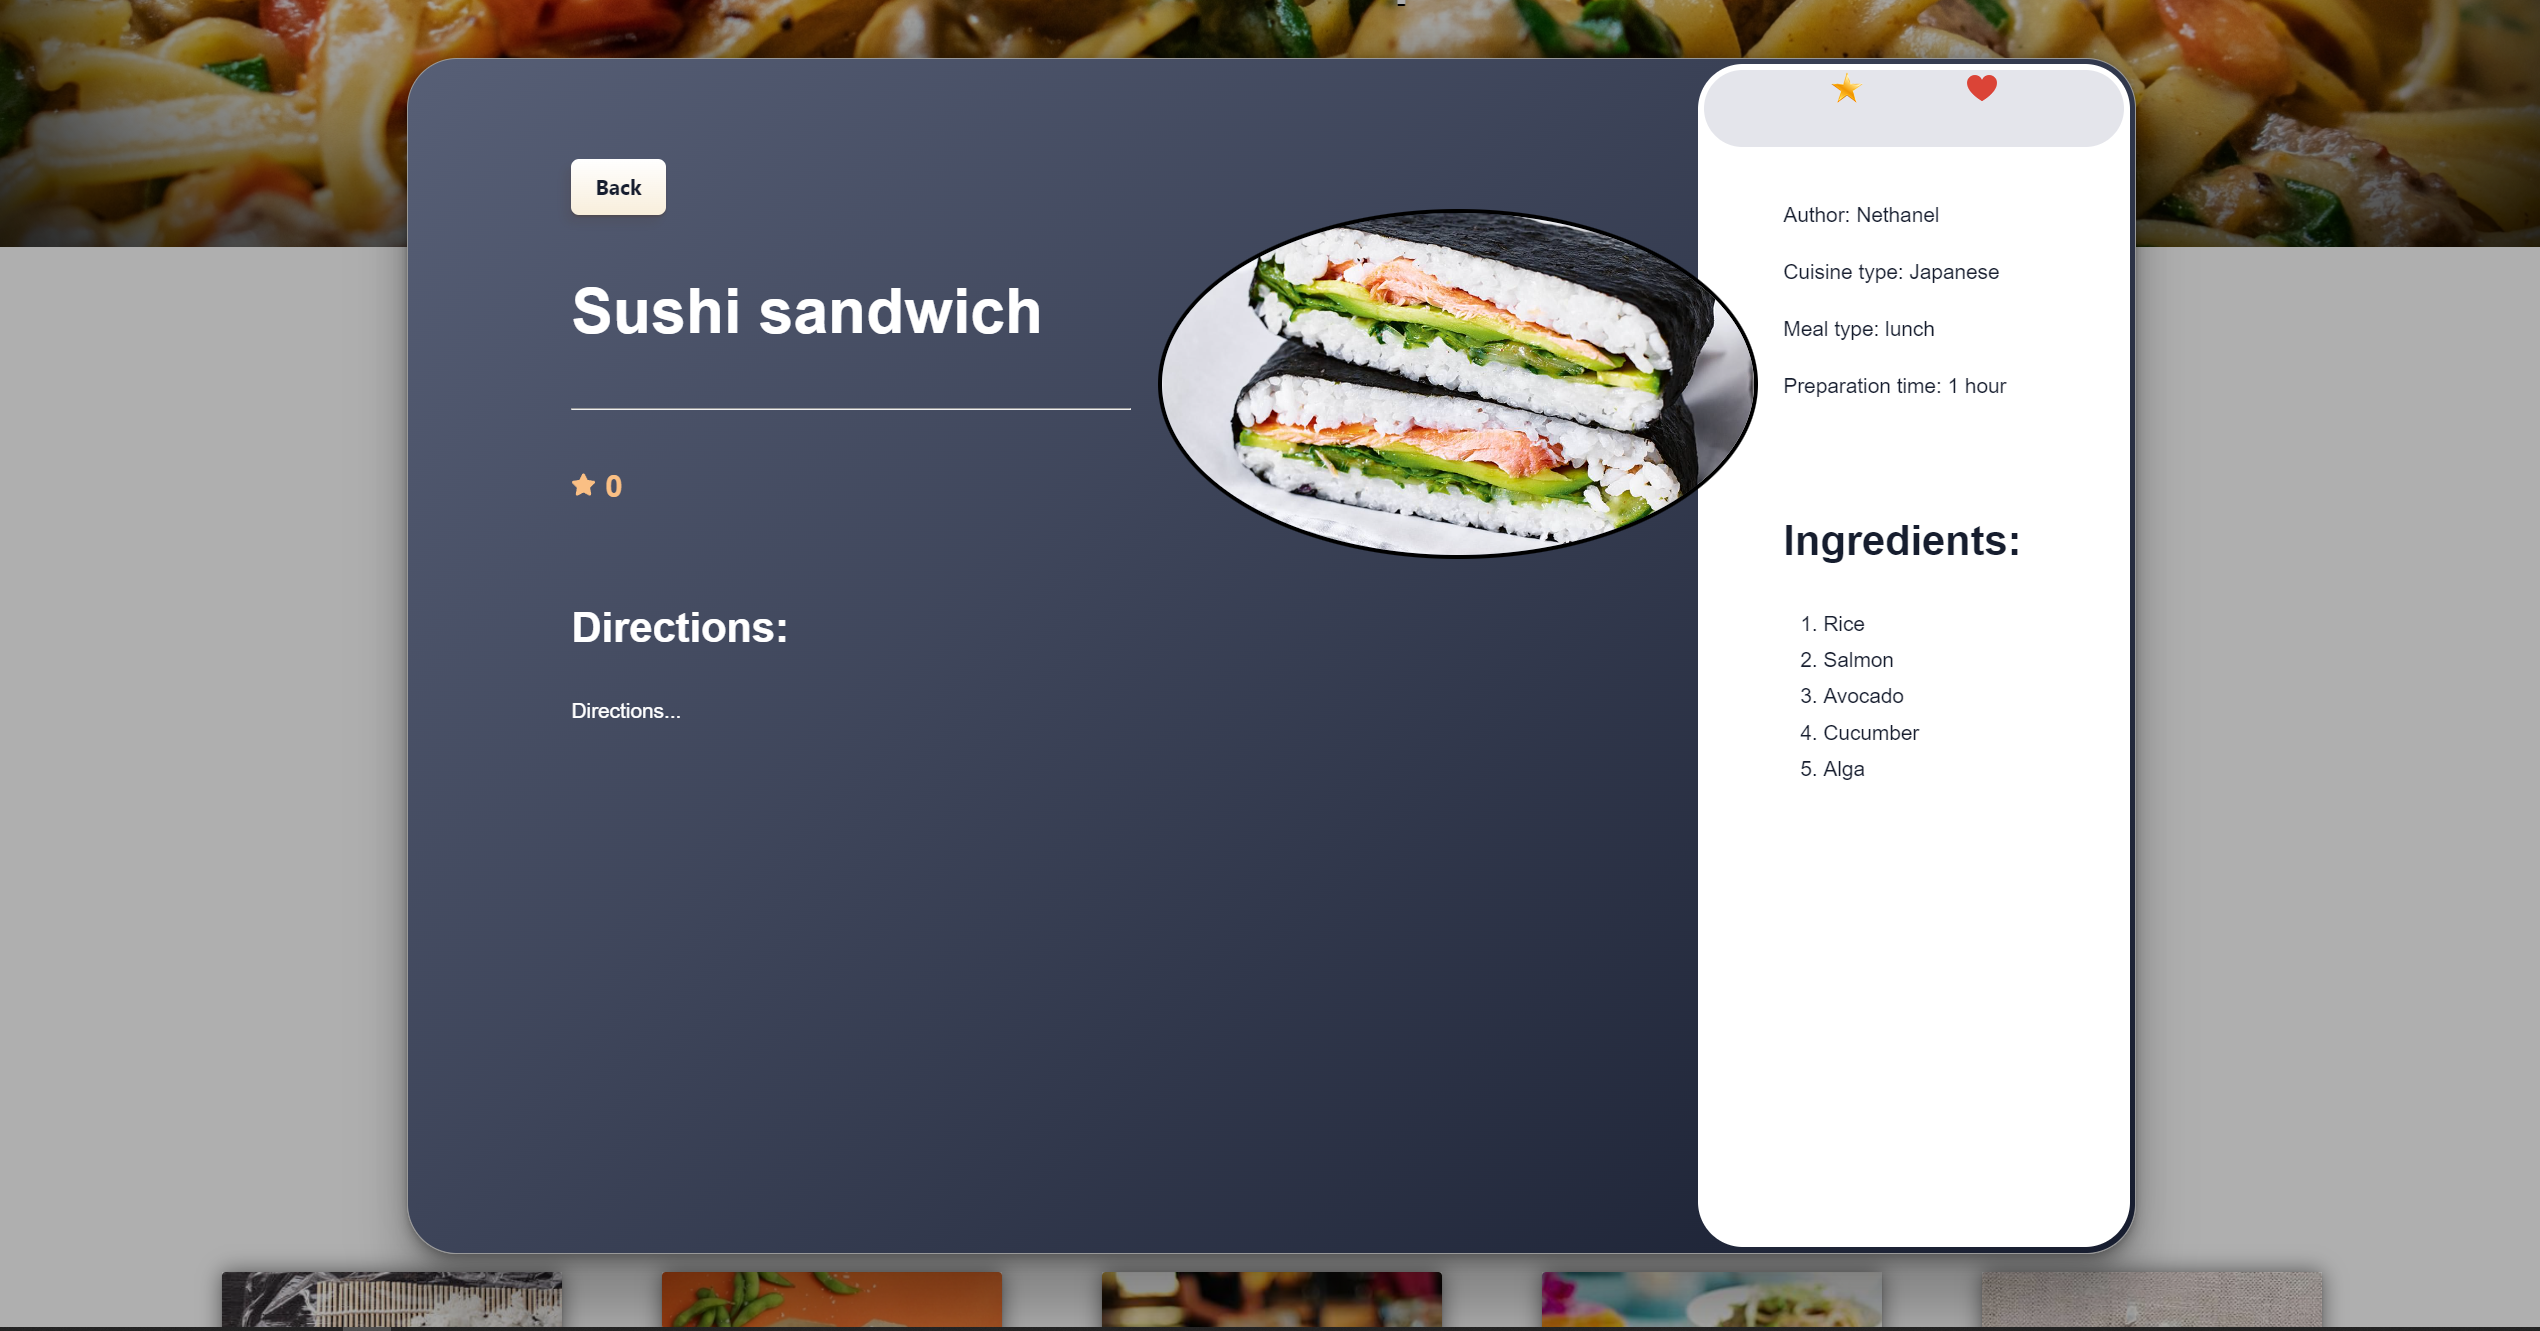 Back
Sushi sandwich
0
Directions:
Directions...
Author: Nethanel
Cuisine type: Japanese
Meal type: lunch
Preparation time: 1 hour
Ingredients:
1. Rice
2. Salmon
3. Avocado
4. Cucumber
5. Alga